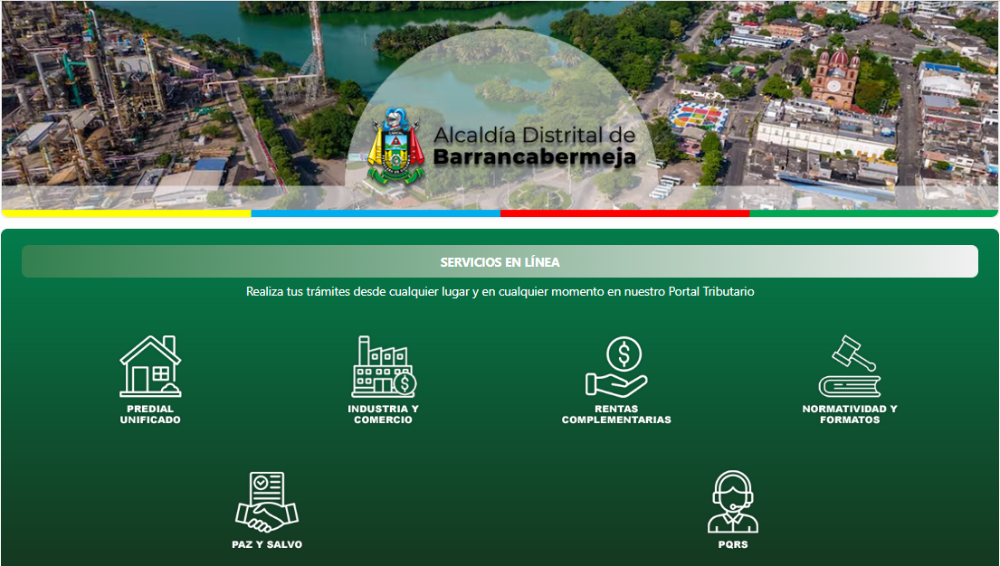 Alcaldía Distrital de
Barrancabermeja
SERVICIOS EN LÍNEA
Realiza tus trámites desde cualquier lugar y en cualquier momento en nuestro Portal Tributario
PREDIAL
UNIFICADO
INDUSTRIA Y
COMERCIO
RENTAS
COMPLEMENTARIAS
NORMATIVIDAD Y
FORMATOS
PAZ Y SALVO
PQRS